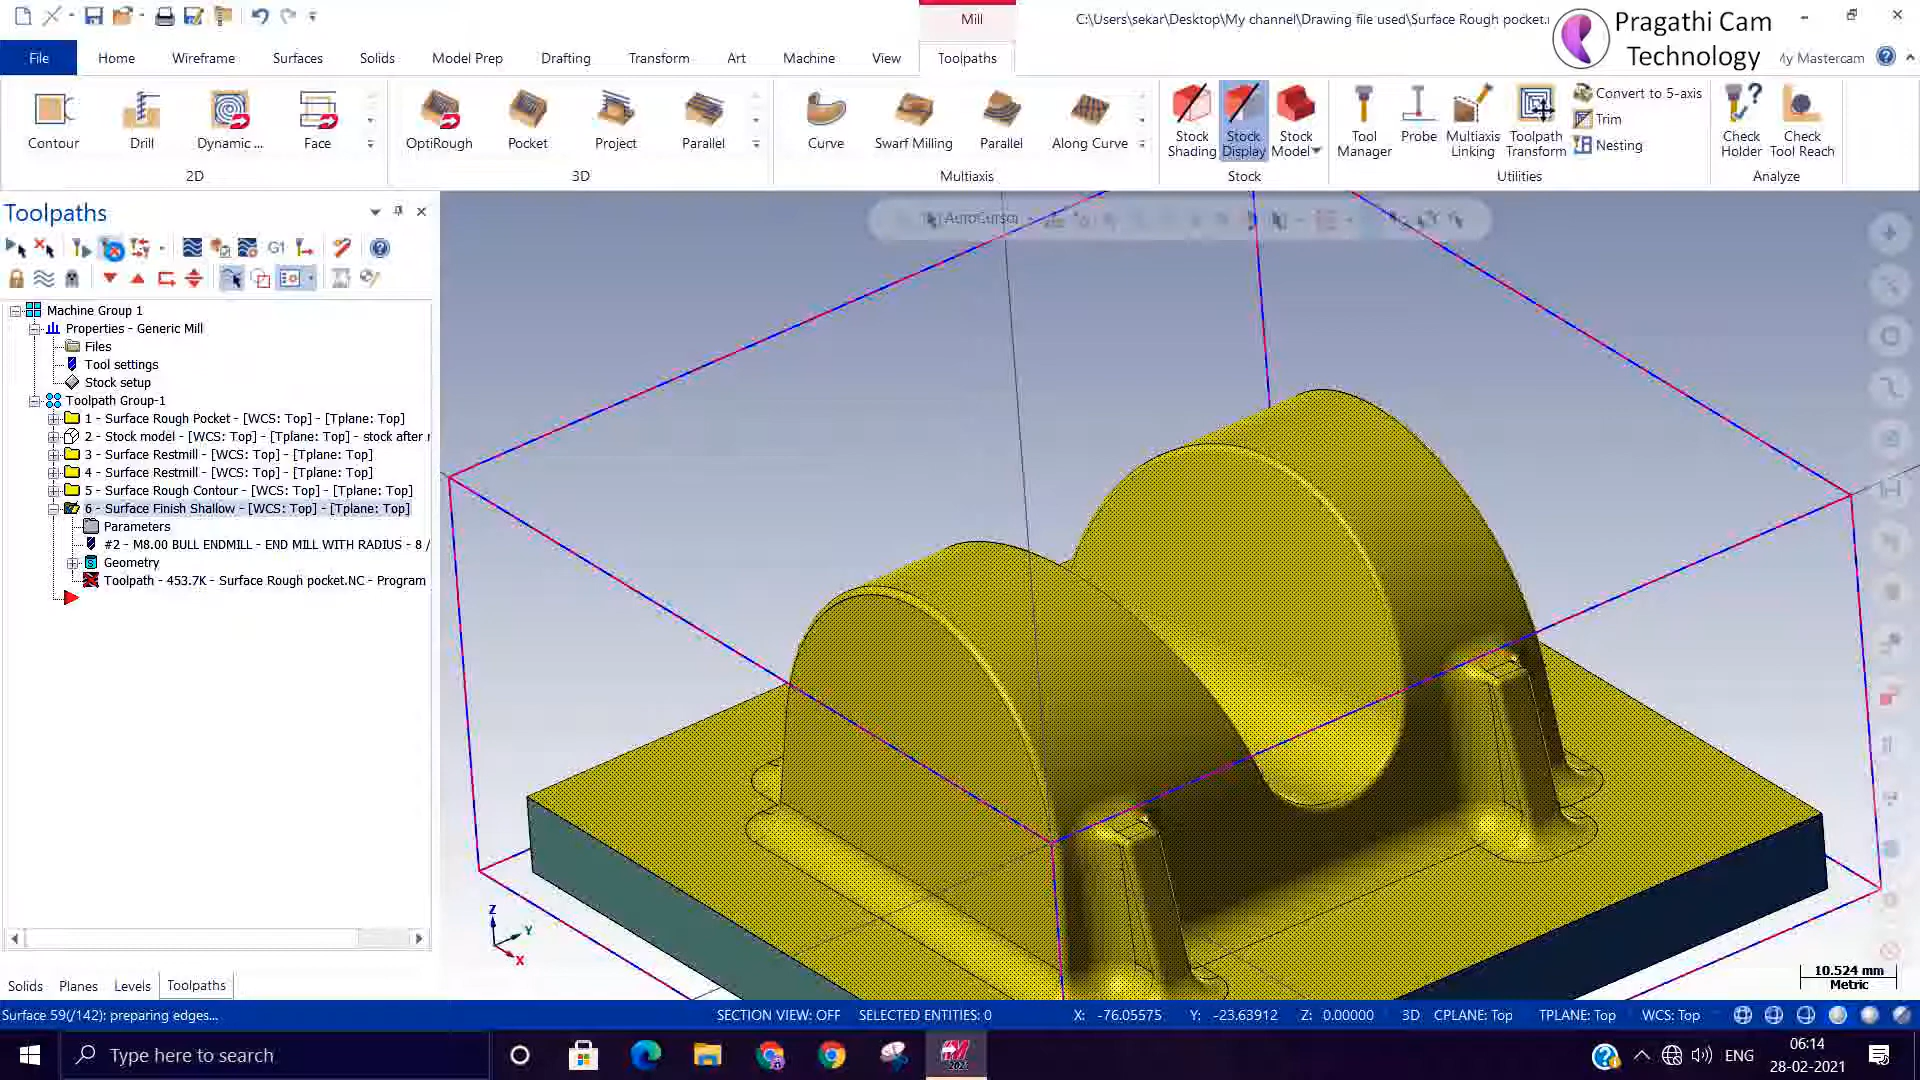 Mill
C:\Users\sekar\Desktop\My channel\Drawing file used\Surface Rough pocket.
Pragathi Cam
Technology
File
Home
Wireframe
Surfaces
Solids
Model Prep
Drafting
Transform
Art
Machine
View
Toolpaths
My Mastercam
Contour
Drill
Dynamic ...
Face
OptiRough
Pocket
Project
Parallel
Curve
Swarf Milling
Parallel
Along Curve
Stock
Shading
Stock
Display
Stock
Model
Tool
Manager
Probe
Multiaxis
Linking
Toolpath
Transform
Convert to 5-axis
Trim
Nesting
Check
Holder
Check
Tool Reach
2D
3D
Multiaxis
Stock
Utilities
Analyze
Toolpaths
AutoCursor
G1
Machine Group 1
Properties - Generic Mill
Files
Tool settings
Stock setup
Toolpath Group-1
1 - Surface Rough Pocket - [WCS: Top] - [Tplane: Top]
2 - Stock model - [WCS: Top] - [Tplane: Top] - stock after r
3 - Surface Restmill - [WCS: Top] - [Tplane: Top]
4 - Surface Restmill - [WCS: Top] - [Tplane: Top]
5 - Surface Rough Contour - [WCS: Top] - [Tplane: Top]
6 - Surface Finish Shallow - [WCS: Top] - [Tplane: Top]
Parameters
#2 - M8.00 BULL ENDMILL - END MILL WITH RADIUS - 8 /
Geometry
Toolpath - 453.7K - Surface Rough pocket.NC - Program
Z
Y
X
10.524 mm
Metric
Solids
Planes
Levels
Toolpaths
Surface 59(/142): preparing edges...
SECTION VIEW: OFF
SELECTED ENTITIES: 0
X: -76.05575
Y: -23.63912
Z: 0.00000
3D
CPLANE: Top
TPLANE: Top
WCS: Top
Type here to search
ENG
06:14
28-02-2021